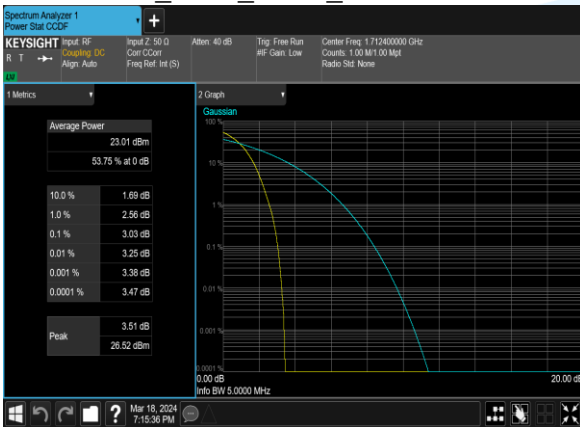 Spectrum Analyzer 1
Power Stat CCDF
KEYSIGHT
R T
LW
Input: RF
Coupling: DC
Align: Auto
Input Z: 50 Ω
Corr CCorr
Freq Ref: Int (S)
Atten: 40 dB
Trig: Free Run
#IF Gain: Low
Center Freq: 1.712400000 GHz
Counts: 1.00 M/1.00 Mpt
Radio Std: None
1 Metrics
Average Power
23.01 dBm
53.75 % at 0 dB
10.0 % 1.69 dB
1.0 % 2.56 dB
0.1 % 3.03 dB
0.01 % 3.25 dB
0.001 % 3.38 dB
0.0001 % 3.47 dB
Peak
3.51 dB
26.52 dBm
2 Graph
Gaussian
100 %
10 %
1 %
0.1 %
0.01 %
0.001 %
0.0001 %
0.00 dB
20.00 dB
Info BW 5.0000 MHz
?
Mar 18, 2024
7:15:36 PM